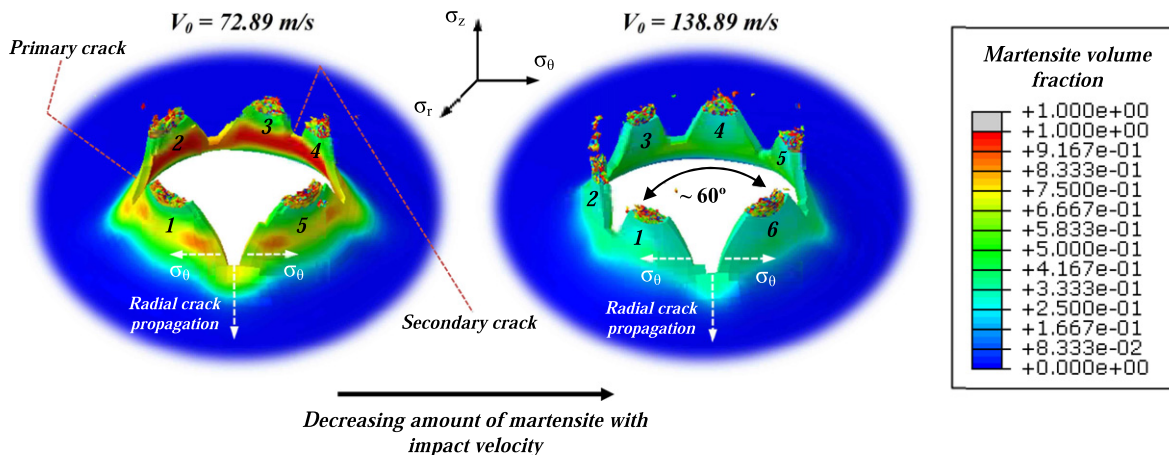 V₀ = 72.89 m/s
V₀ = 138.89 m/s
Primary crack
σz
σθ
σr
1
2
3
4
5
σθ
σθ
Radial crack
propagation
Secondary crack
1
2
3
4
5
6
~ 60º
σθ
σθ
Radial crack
propagation
Decreasing amount of martensite with
impact velocity
Martensite volume
fraction
+1.000e+00
+1.000e+00
+9.167e-01
+8.333e-01
+7.500e-01
+6.667e-01
+5.833e-01
+5.000e-01
+4.167e-01
+3.333e-01
+2.500e-01
+1.667e-01
+8.333e-02
+0.000e+00